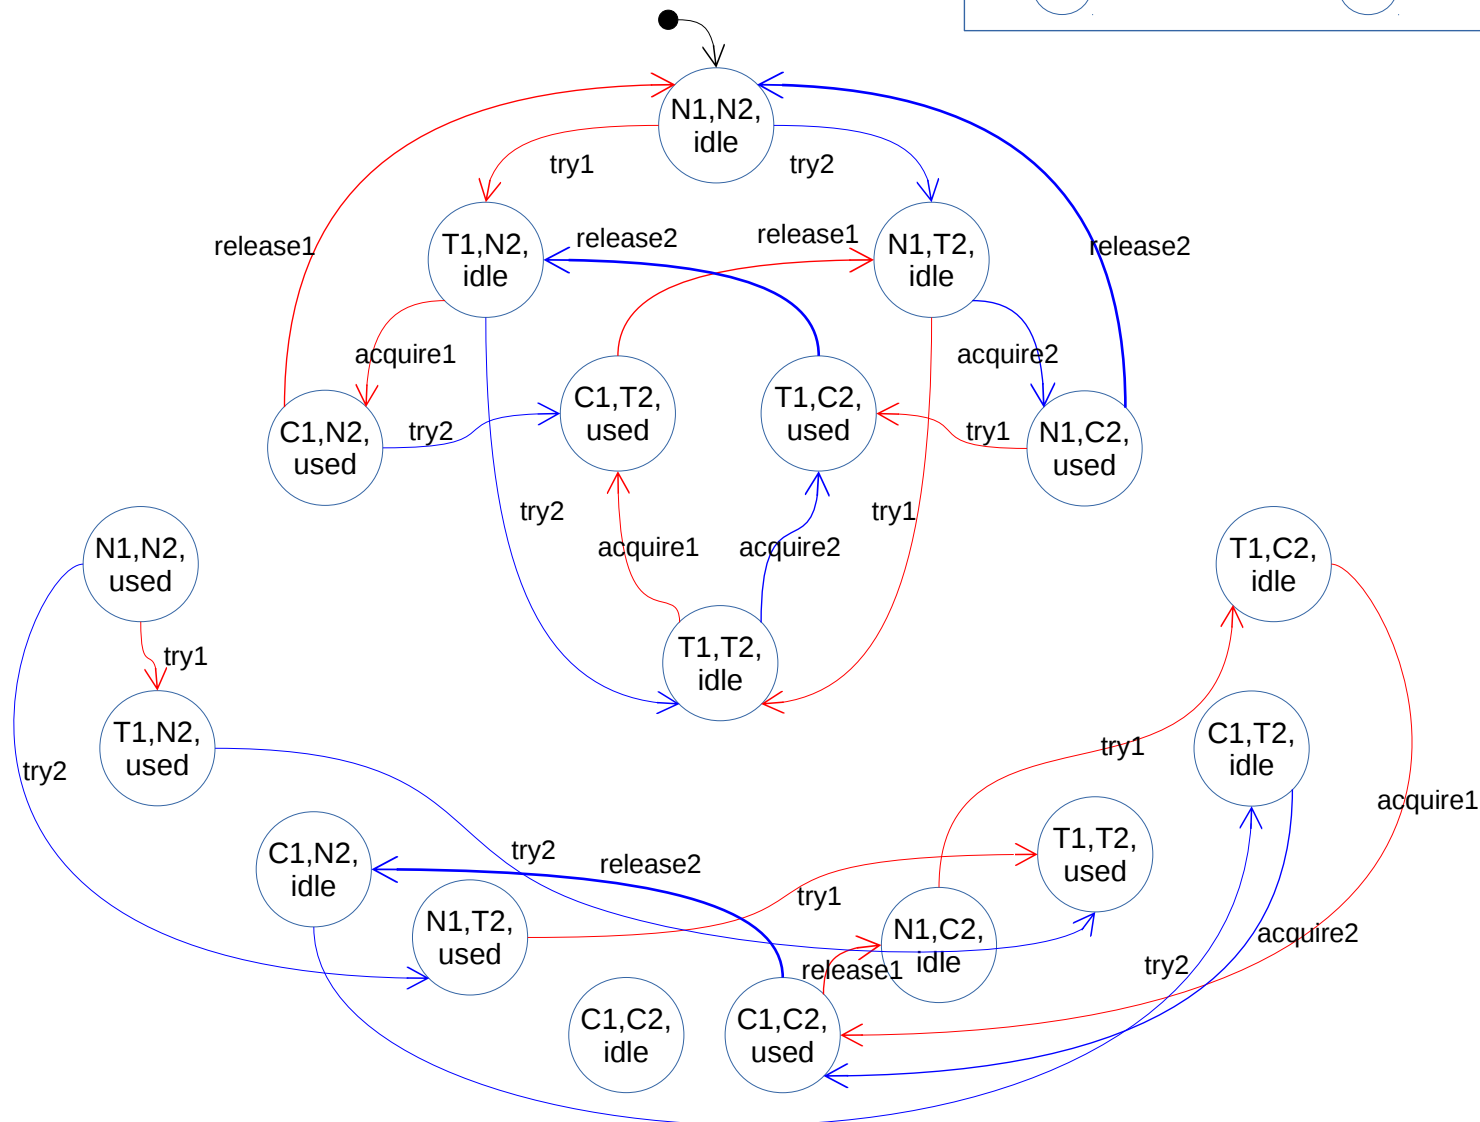 N1,N2,
idle
try1
try2
release1
T1,N2,
idle
release2
release1
N1,T2,
idle
release2
acquire1
acquire2
C1,N2,
used
try2
C1,T2,
used
T1,C2,
used
try1
N1,C2,
used
try2
try1
acquire1
acquire2
N1,N2,
used
T1,C2,
idle
try1
T1,T2,
idle
T1,N2,
used
try2
try1
C1,T2,
idle
acquire1
C1,N2,
idle
try2
release2
T1,T2,
used
try1
N1,T2,
used
N1,C2,
idle
acquire2
release1
try2
C1,C2,
idle
C1,C2,
used